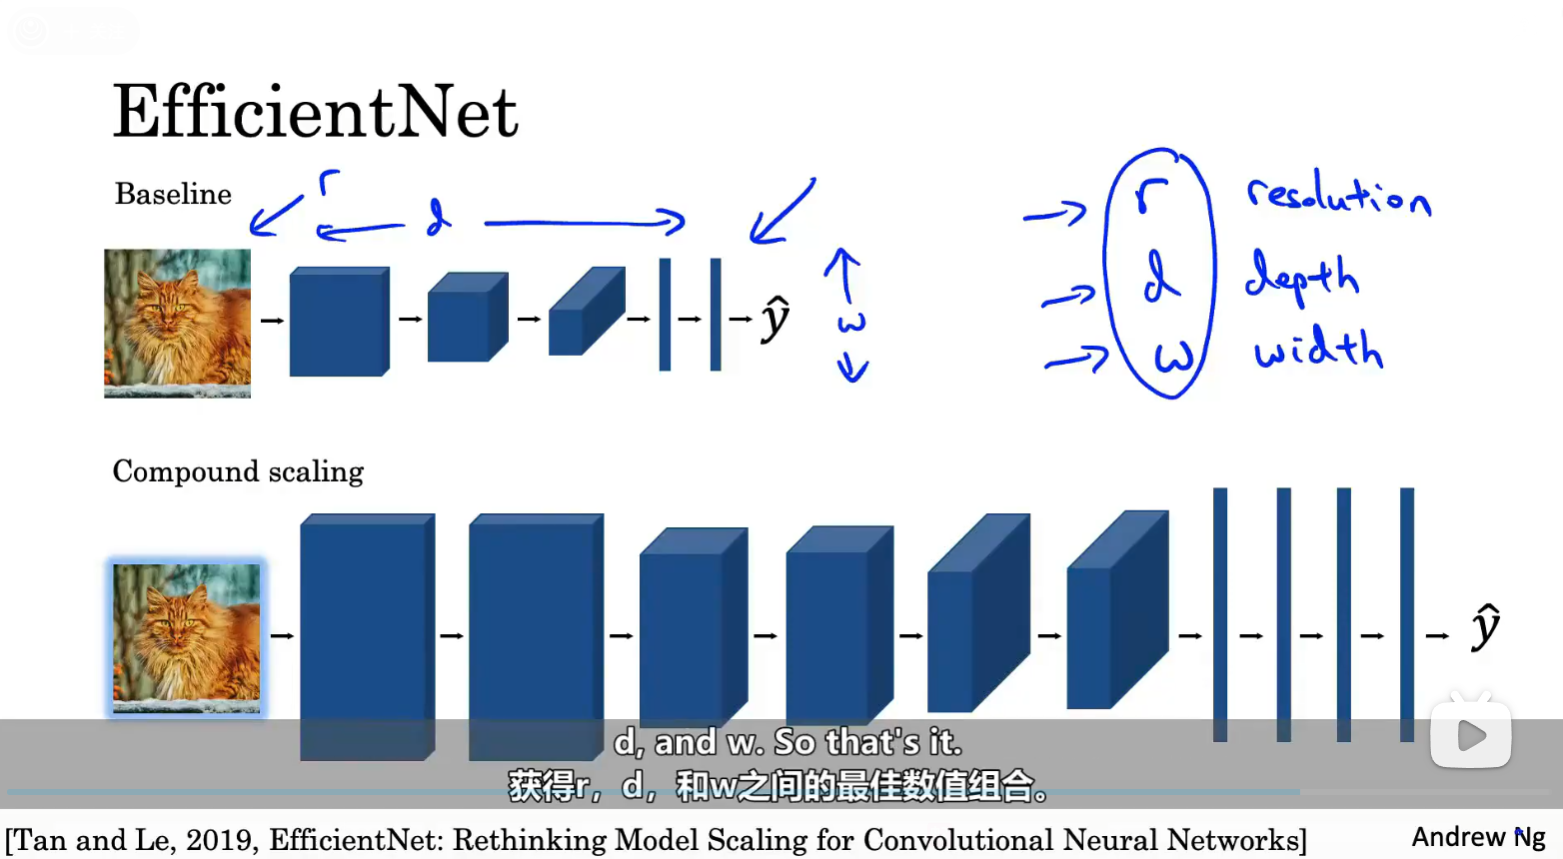 EfficientNet
Baseline
r
d
w
r resolution
d depth
w width
ŷ
Compound scaling
ŷ
d, and w. So that's it.
获得r，d，和w之间的最佳数值组合。
[Tan and Le, 2019, EfficientNet: Rethinking Model Scaling for Convolutional Neural Networks]
Andrew Ng